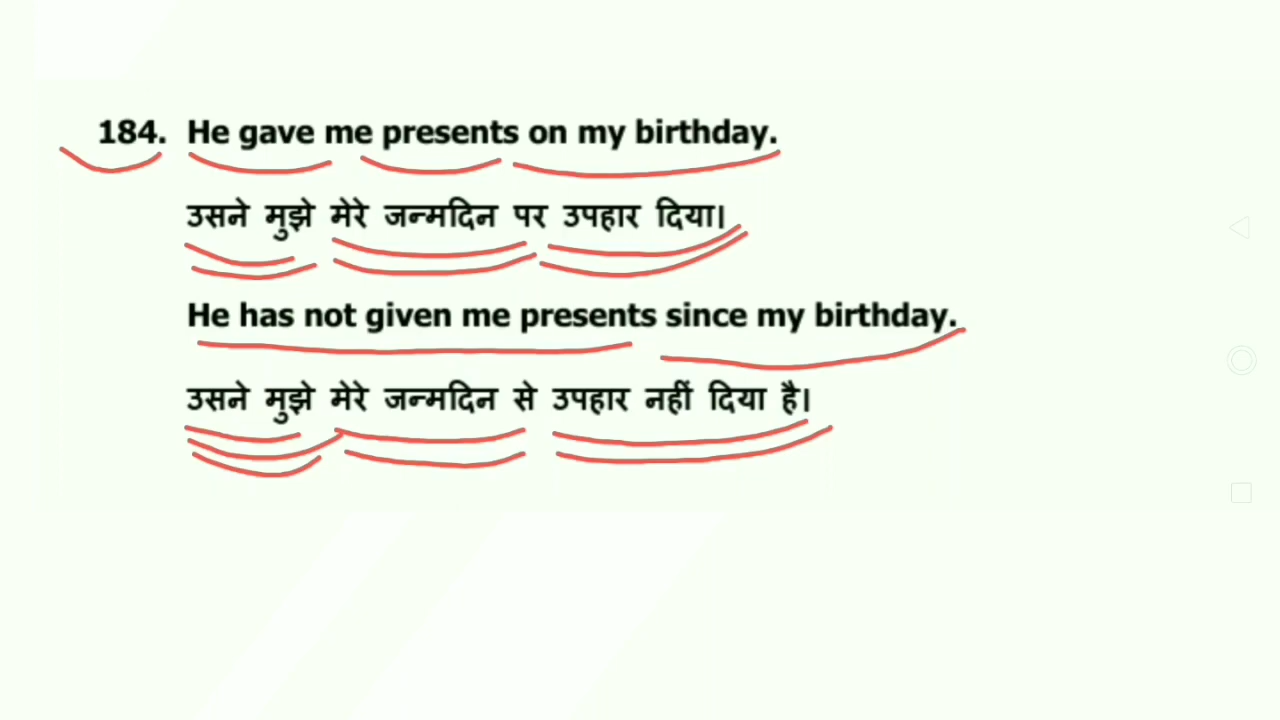 184. He gave me presents on my birthday.
उसने मुझे मेरे जन्मदिन पर उपहार दिया।
He has not given me presents since my birthday.
उसने मुझे मेरे जन्मदिन से उपहार नहीं दिया है।